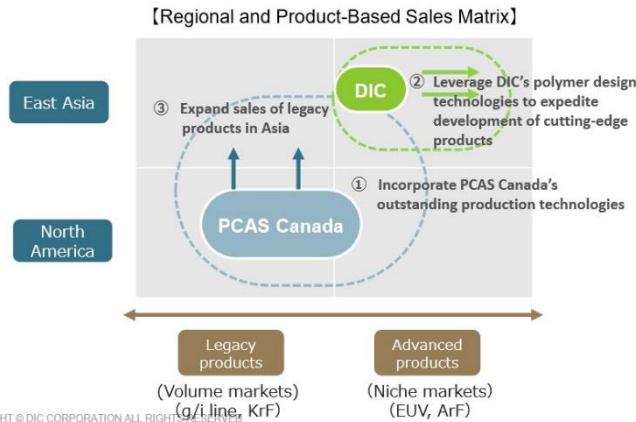 【Regional and Product-Based Sales Matrix】
East Asia
North
America
③ Expand sales of legacy
products in Asia
DIC
② Leverage DIC's polymer design
technologies to expedite
development of cutting-edge
products
① Incorporate PCAS Canada's
outstanding production technologies
PCAS Canada
Legacy
products
Advanced
products
(Volume markets)
(g/i line, KrF)
(Niche markets)
(EUV, ArF)
HT © DIC CORPORATION ALL RIGHTS RESERVED.